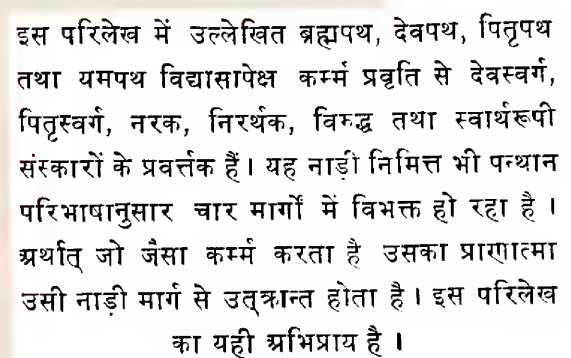 इस परिलेख में उल्लेखित ब्रह्मपथ, देवपथ, पितृपथ
तथा यमपथ विद्यासापेक्ष कर्म्म प्रवृति से देवस्वर्ग,
पितृस्वर्ग, नरक, निरर्थक, विरुद्ध तथा स्वार्थरूपी
संस्कारों के प्रवर्त्तक हैं। यह नाड़ी निमित्त भी पन्थान
परिभाषानुसार चार मार्गों में विभक्त हो रहा है ।
अर्थात् जो जैसा कर्म्म करता है उसका प्राणात्मा
उसी नाड़ी मार्ग से उत्क्रान्त होता है। इस परिलेख
का यही अभिप्राय है ।